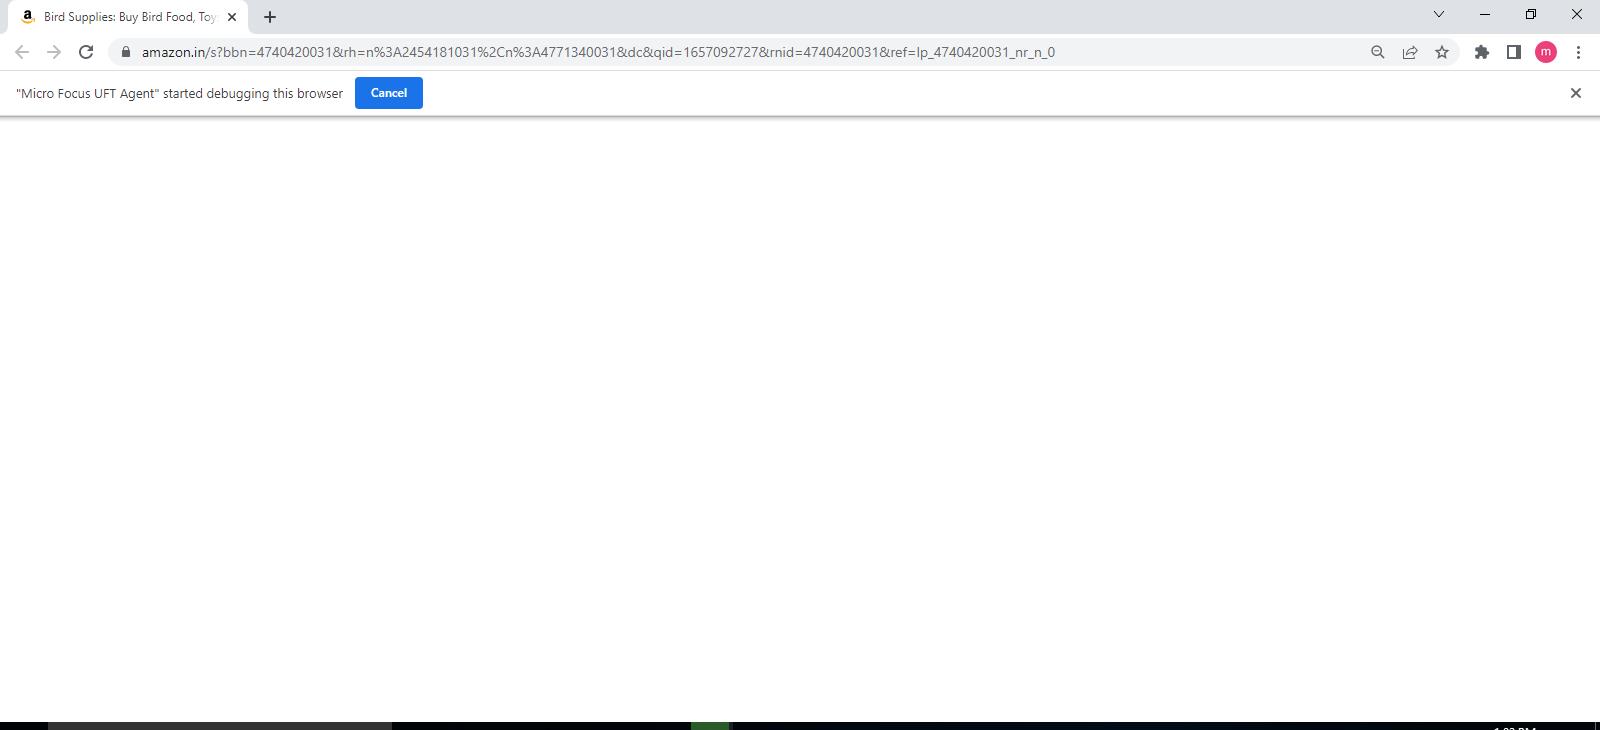 Bird Supplies: Buy Bird Food, Toy
amazon.in/s?bbn=4740420031&rh=n%3A2454181031%2Cn%3A4771340031&dc&qid=1657092727&rnid=4740420031&ref=lp_4740420031_nr_n_0
m
"Micro Focus UFT Agent" started debugging this browser
Cancel